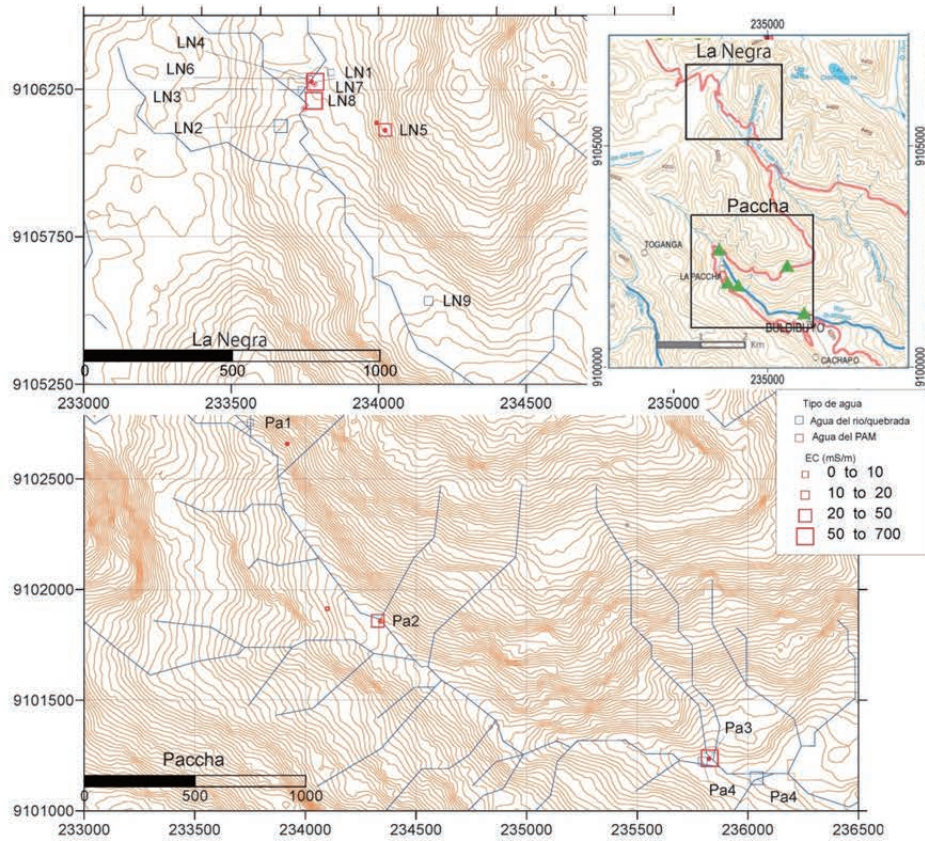 LN4
LN6
LN3
LN2
LN1
LN7
LN8
LN5
LN9
9106250
9105750
9105250
La Negra
0 500 1000
233000 233500 234000 234500 235000 235500 236000 236500
235000
La Negra
9105000
Paccha
TOGANGA
LA PACCHA
BULDIBUYO
CACHAPO
Km
9100000
235000
Tipo de agua
Agua del rio/quebrada
Agua del PAM
EC (mS/m)
0 to 10
10 to 20
20 to 50
50 to 700
Pa1
Pa2
Pa3
Pa4
Pa4
9102500
9102000
9101500
9101000
Paccha
0 500 1000
233000 233500 234000 234500 235000 235500 236000 236500